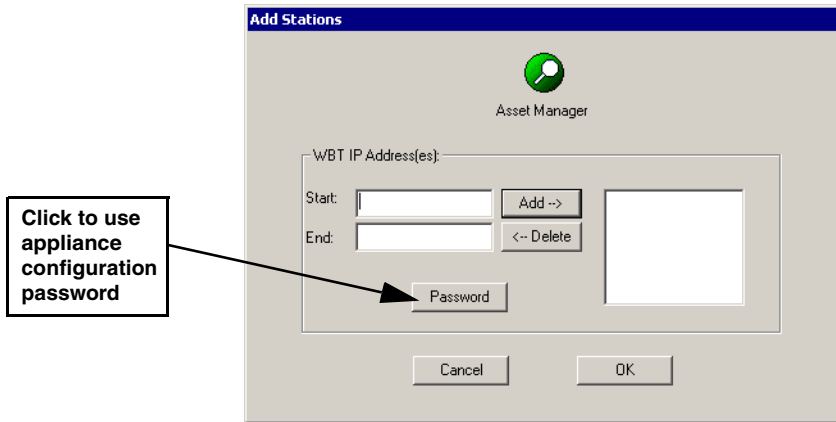 Add Stations
Asset Manager
WBT IP Address(es):
Start:
Add -->
End:
<-- Delete
Click to use
appliance
configuration
password
Password
Cancel
OK